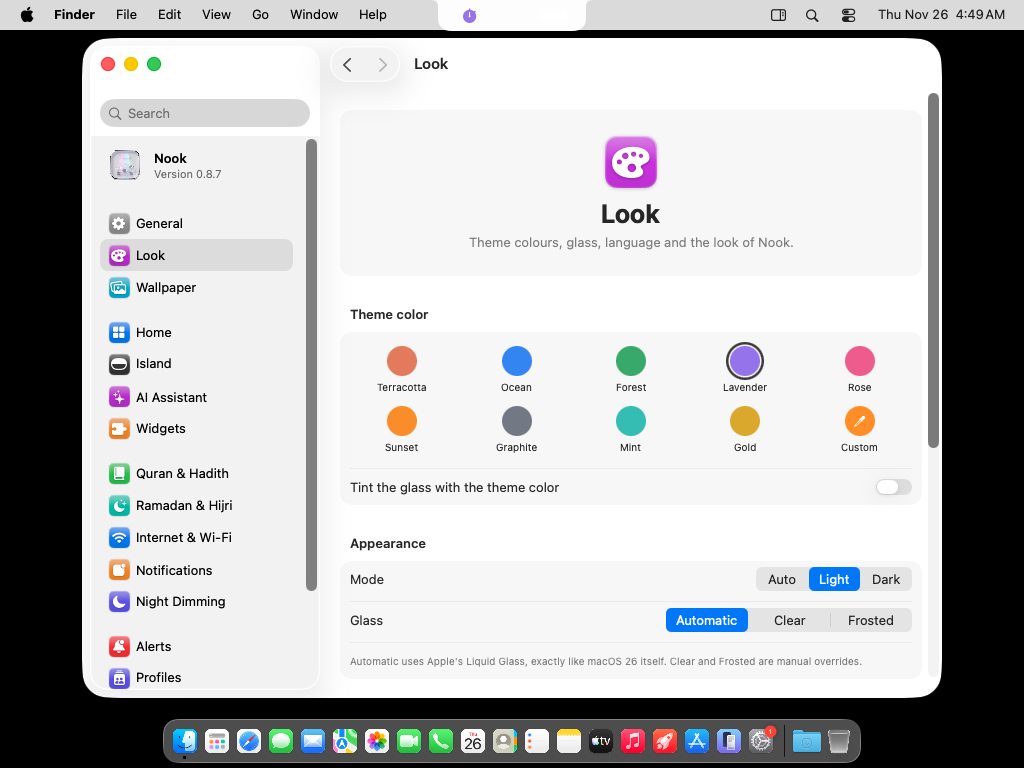 Finder File Edit View Go Window Help Thu Nov 26 4:49 AM
Look
Search
Nook
Version 0.8.7
General
Look
Wallpaper
Home
Island
AI Assistant
Widgets
Quran & Hadith
Ramadan & Hijri
Internet & Wi-Fi
Notifications
Night Dimming
Alerts
Profiles
Look
Theme colours, glass, language and the look of Nook.
Theme color
Terracotta Ocean Forest Lavender Rose
Sunset Graphite Mint Gold Custom
Tint the glass with the theme color
Appearance
Mode Auto Light Dark
Glass Automatic Clear Frosted
Automatic uses Apple's Liquid Glass, exactly like macOS 26 itself. Clear and Frosted are manual overrides.
Thu
26
tv
1